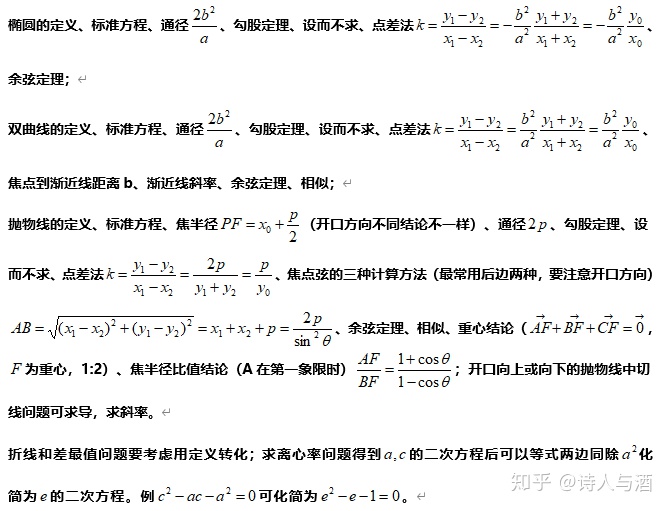 椭圆的定义、标准方程、通径\frac{2b^2}{a}、勾股定理、设而不求、点差法k=\frac{y_1-y_2}{x_1-x_2}=-\frac{b^2}{a^2}\frac{y_1+y_2}{x_1+x_2}=-\frac{b^2}{a^2}\frac{y_0}{x_0}、
余弦定理；↵
双曲线的定义、标准方程、通径\frac{2b^2}{a}、勾股定理、设而不求、点差法k=\frac{y_1-y_2}{x_1-x_2}=\frac{b^2}{a^2}\frac{y_1+y_2}{x_1+x_2}=\frac{b^2}{a^2}\frac{y_0}{x_0}、
焦点到渐近线距离b、渐近线斜率、余弦定理、相似；↵
抛物线的定义、标准方程、焦半径PF=x_0+\frac{p}{2}（开口方向不同结论不一样）、通径2p、勾股定理、设
而不求、点差法k=\frac{y_1-y_2}{x_1-x_2}=\frac{2p}{y_1+y_2}=\frac{p}{y_0}、焦点弦的三种计算方法（最常用后边两种，要注意开口方向）
AB=\sqrt{(x_1-x_2)^2+(y_1-y_2)^2}=x_1+x_2+p=\frac{2p}{\sin^2\theta}、余弦定理、相似、重心结论（\vec{AF}+\vec{BF}+\vec{CF}=\vec{0}，
F为重心，1:2）、焦半径比值结论（A在第一象限时）\frac{AF}{BF}=\frac{1+\cos\theta}{1-\cos\theta}；开口向上或向下的抛物线中切
线问题可求导，求斜率。↵
折线和差最值问题要考虑用定义转化；求离心率问题得到a,c的二次方程后可以等式两边同除a^2化
简为e的二次方程。例c^2-ac-a^2=0可化简为e^2-e-1=0。↵
知乎 @诗人与酒